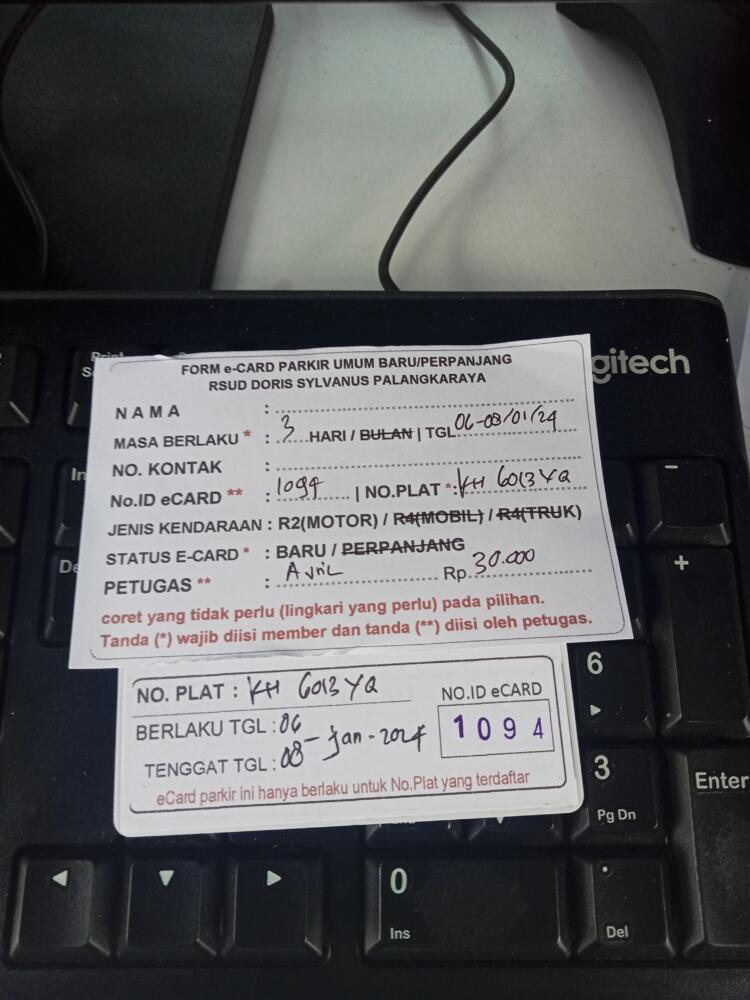 gitech
FORM e-CARD PARKIR UMUM BARU/PERPANJANG
RSUD DORIS SYLVANUS PALANGKARAYA
NAMA :
MASA BERLAKU * : 3 HARI / BULAN | TGL 06-08/01/24
NO. KONTAK :
No.ID eCARD ** : 1094 | NO.PLAT *: KH 6013 YQ
JENIS KENDARAAN : R2(MOTOR) / R4(MOBIL) / R4(TRUK)
STATUS E-CARD * : BARU / PERPANJANG
PETUGAS ** : Avril Rp. 30.000
coret yang tidak perlu (lingkari yang perlu) pada pilihan.
Tanda (*) wajib diisi member dan tanda (**) diisi oleh petugas.
NO. PLAT : KH 6013 YQ
NO.ID eCARD
1094
BERLAKU TGL : 06
TENGGAT TGL : 08 - Jan - 2024
eCard parkir ini hanya berlaku untuk No.Plat yang terdaftar
-
+
6
3
Pg Dn
Enter
0
Ins
.
Del